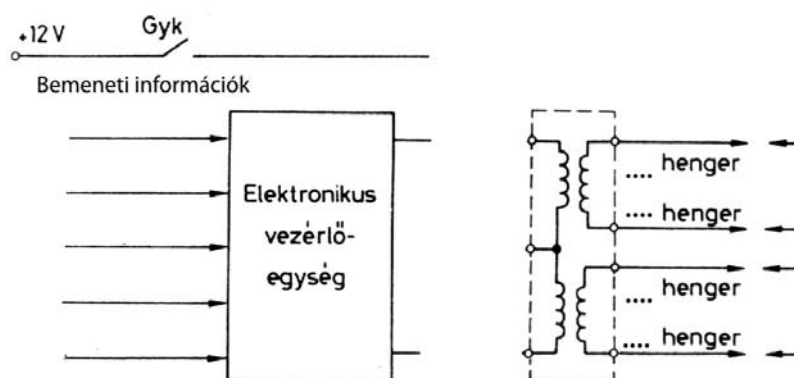 +12 V
Gyk
Bemeneti információk
Elektronikus
vezérlő-
egység
.... henger
.... henger
.... henger
.... henger